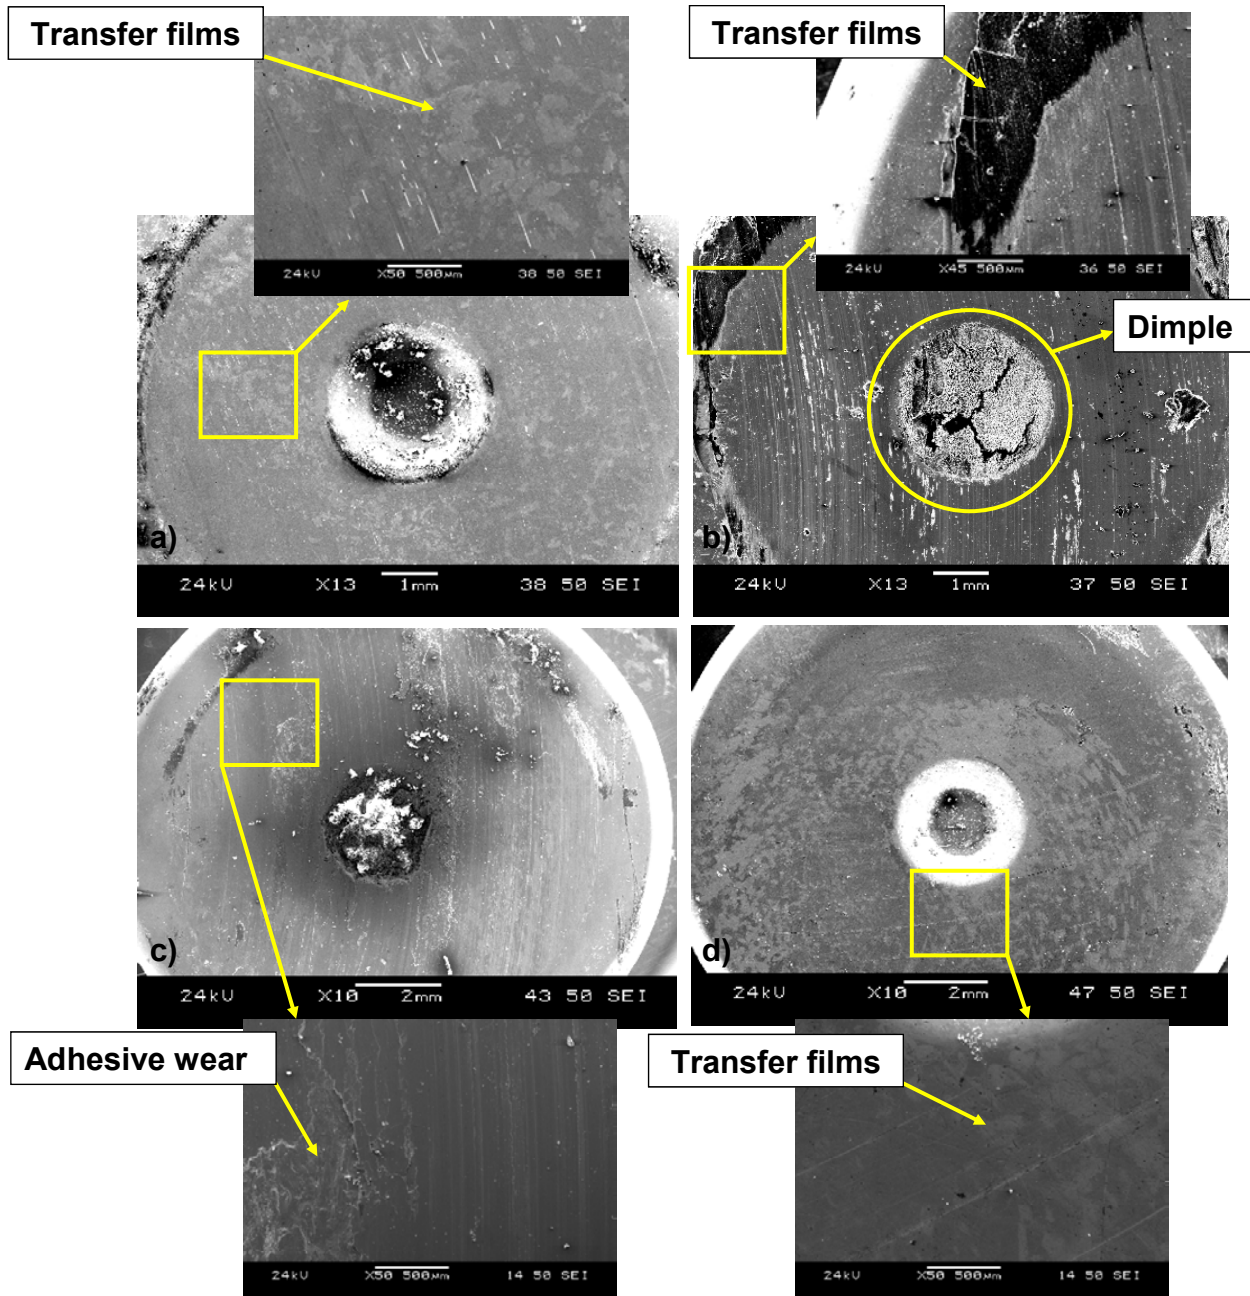 Transfer films
Transfer films
24kU X50 500µm 38 50 SEI
24kU X45 500µm 36 50 SEI
Dimple
a)
b)
24kU X13 1mm 38 50 SEI
24kU X13 1mm 37 50 SEI
c)
d)
24kU X10 2mm 43 50 SEI
24kU X10 2mm 47 50 SEI
Adhesive wear
Transfer films
24kU X50 500µm 14 50 SEI
24kU X50 500µm 14 50 SEI